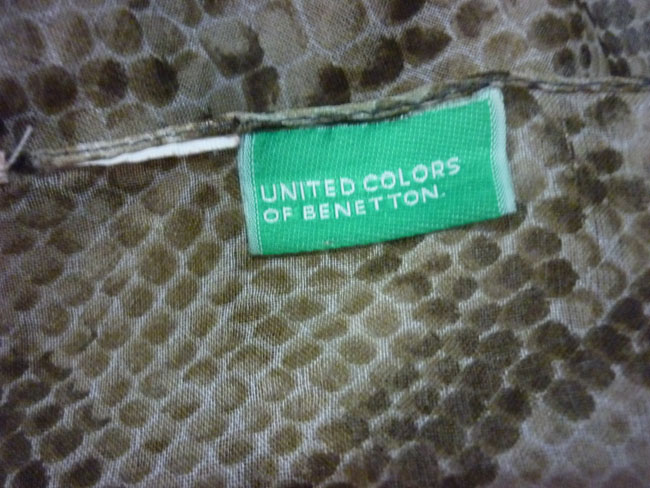 UNITED COLORS
OF BENETTON.